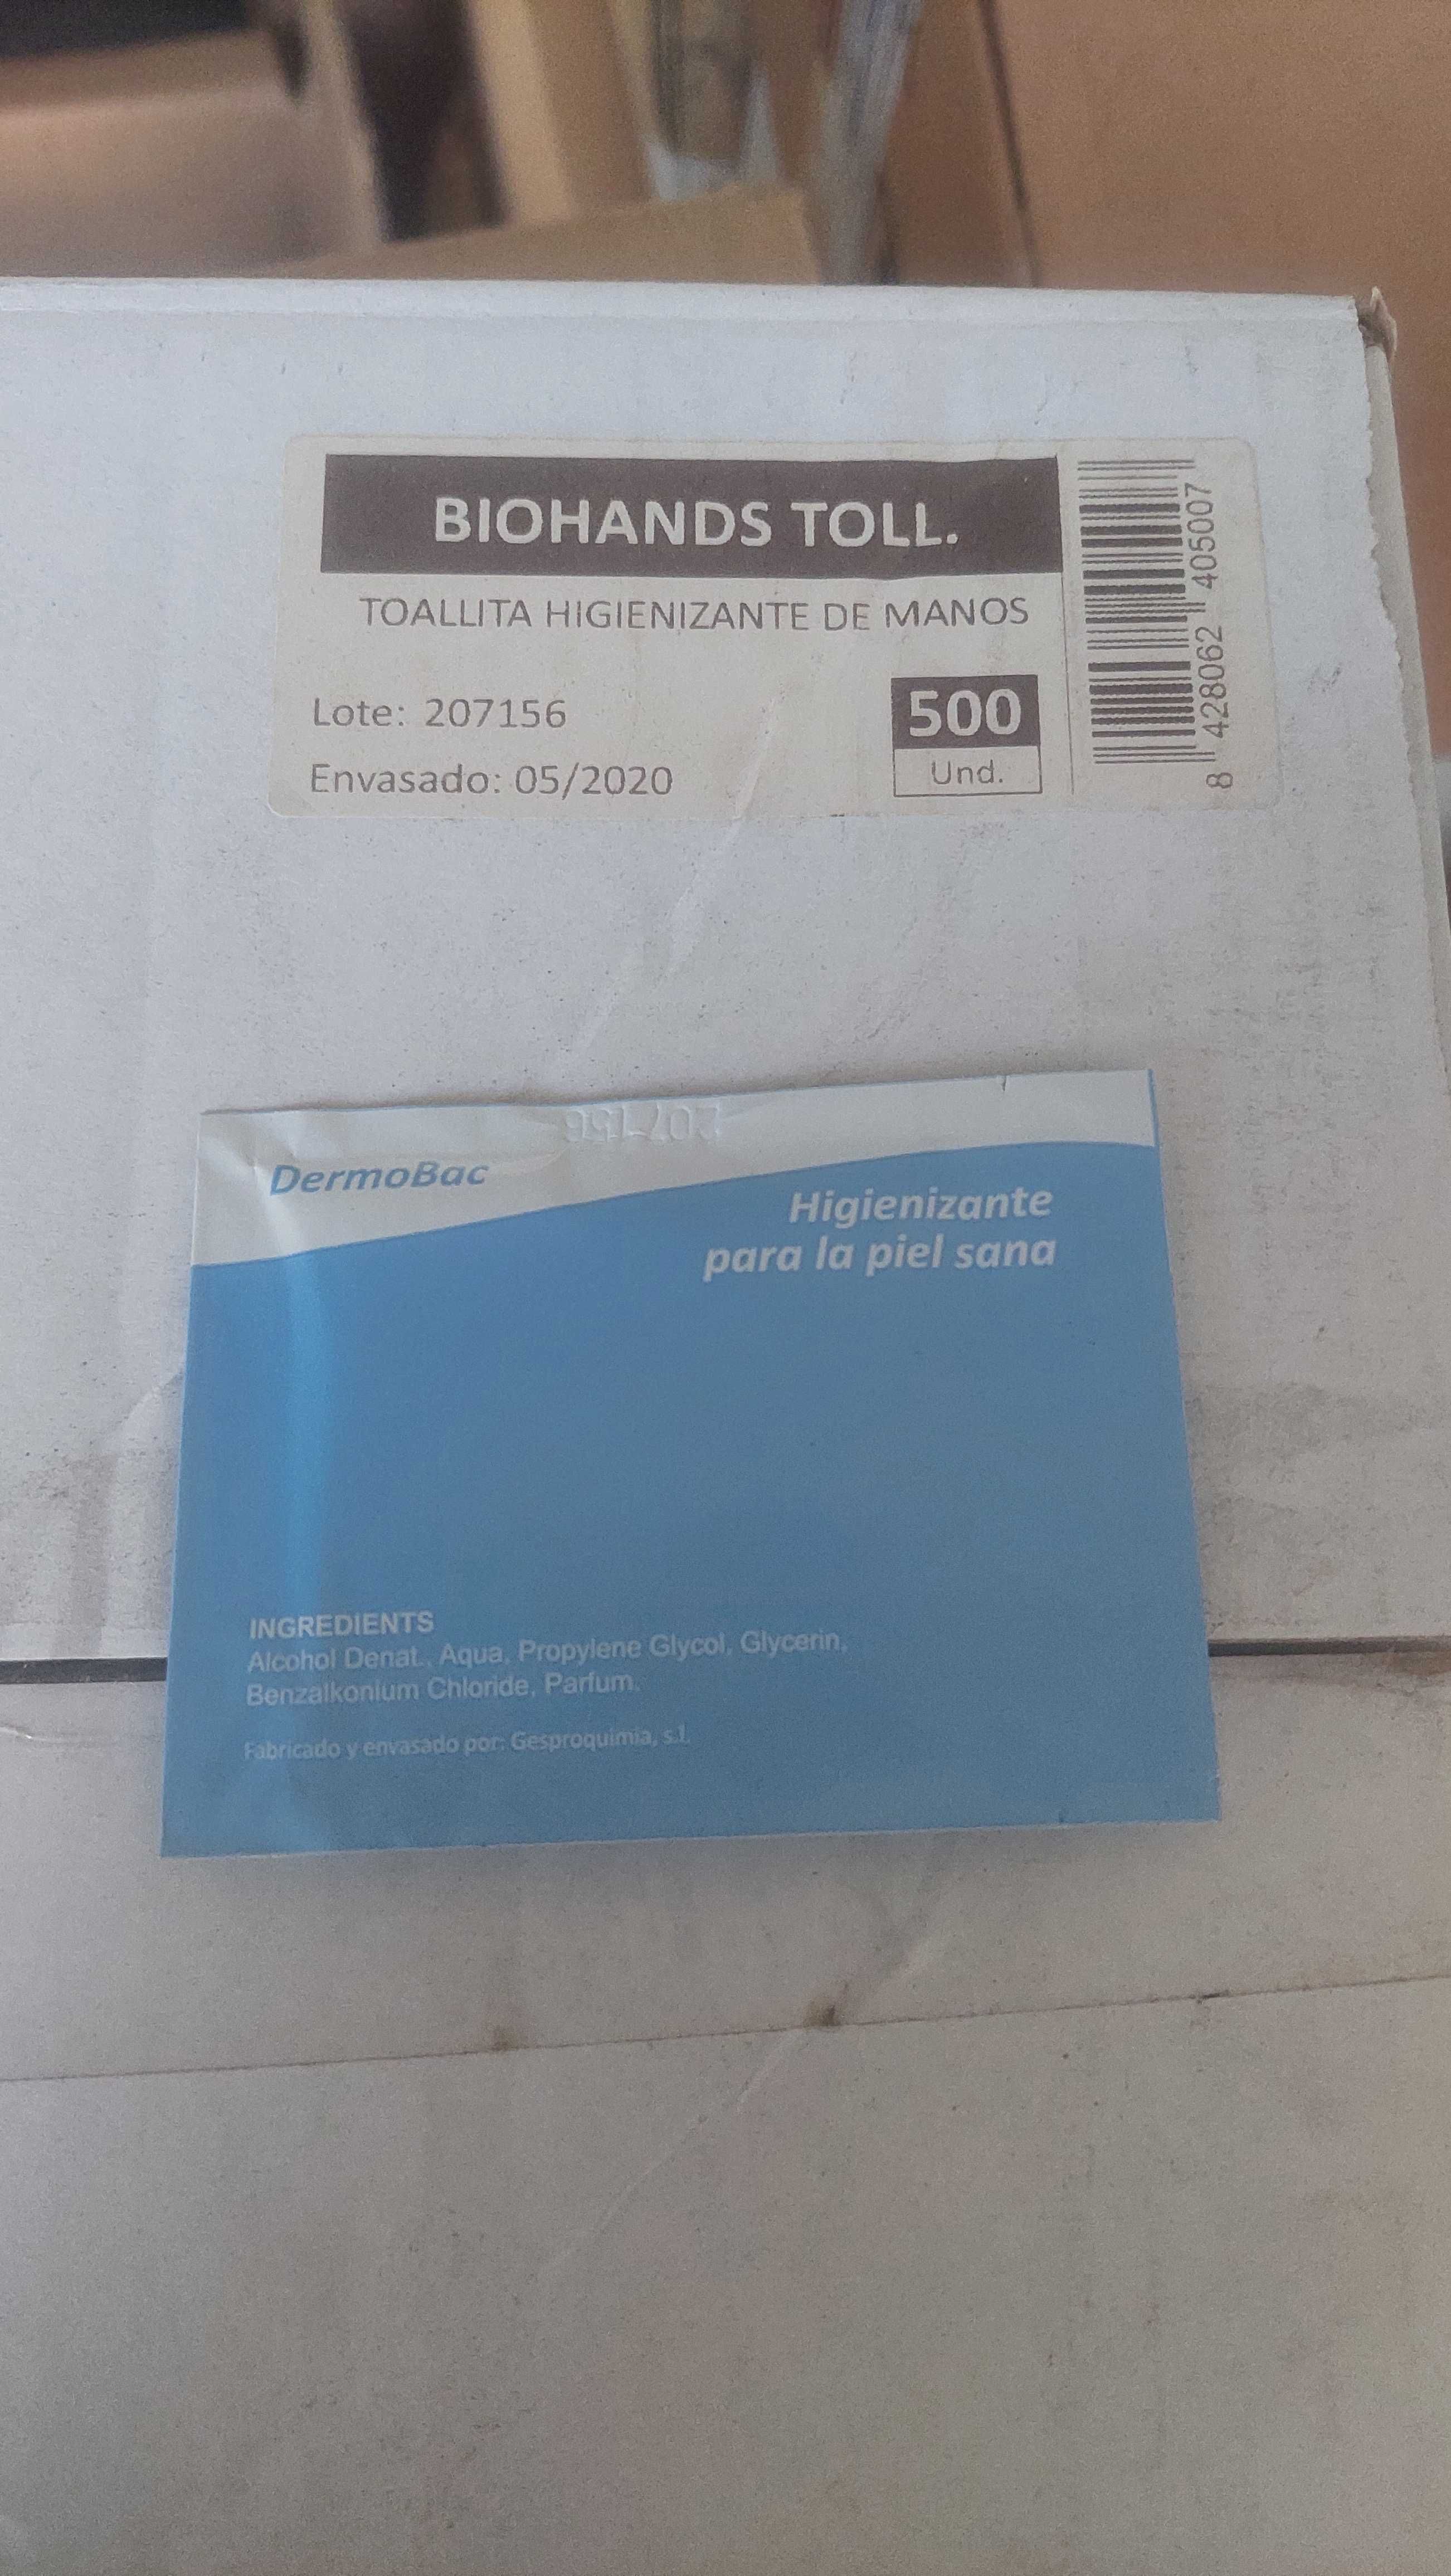 BIOHANDS TOLL.
TOALLITA HIGIENIZANTE DE MANOS
Lote: 207156
Envasado: 05/2020
500
Und.
8 428062 405007
207156
DermoBac
Higienizante
para la piel sana
INGREDIENTS
Alcohol Denat., Aqua, Propylene Glycol, Glycerin,
Benzalkonium Chloride, Parfum.
Fabricado y envasado por: Gesproquimia, s.l.